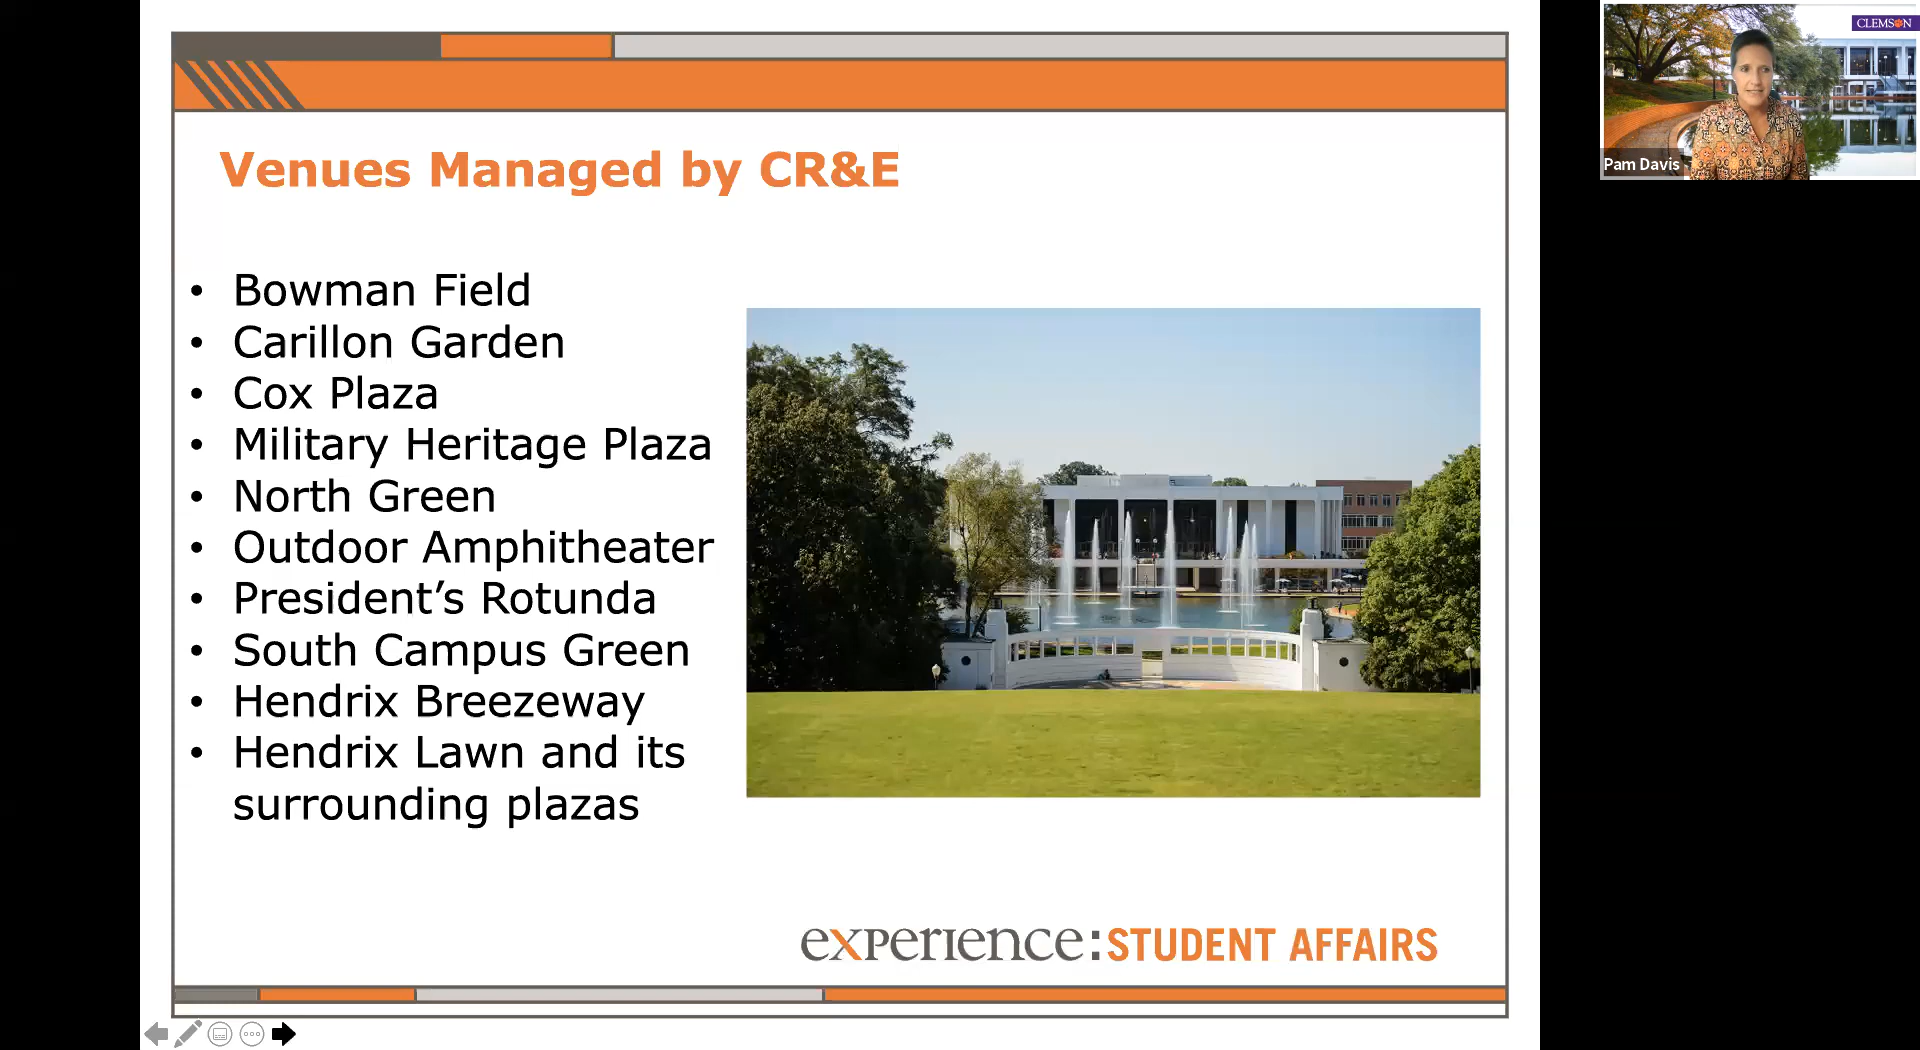 CLEMSON
Pam Davis
Venues Managed by CR&E
• Bowman Field
• Carillon Garden
• Cox Plaza
• Military Heritage Plaza
• North Green
• Outdoor Amphitheater
• President’s Rotunda
• South Campus Green
• Hendrix Breezeway
• Hendrix Lawn and its
surrounding plazas
experience:STUDENT AFFAIRS